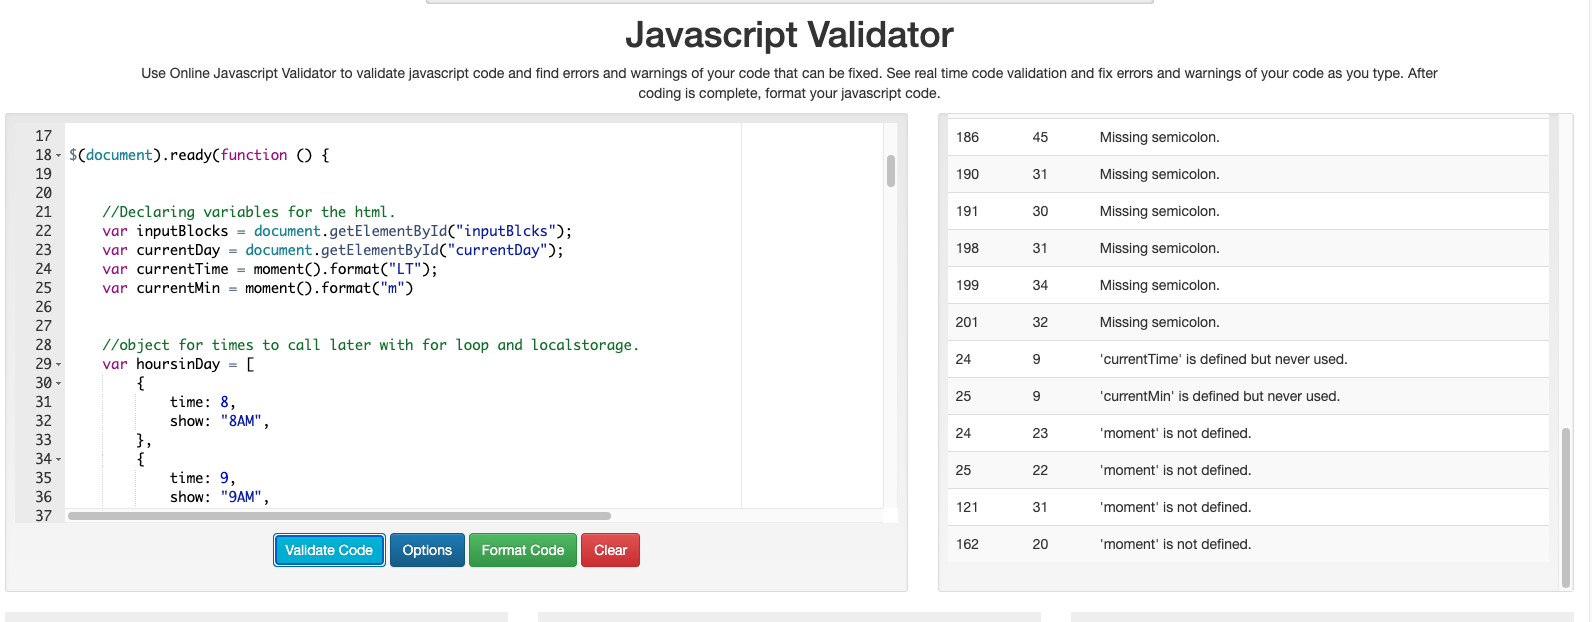 Javascript Validator
Use Online Javascript Validator to validate javascript code and find errors and warnings of your code that can be fixed. See real time code validation and fix errors and warnings of your code as you type. After
coding is complete, format your javascript code.
17
18 $(document).ready(function () {
19
20
21 //Declaring variables for the html.
22 var inputBlocks = document.getElementById("inputBlcks");
23 var currentDay = document.getElementById("currentDay");
24 var currentTime = moment().format("LT");
25 var currentMin = moment().format("m")
26
27
28 //object for times to call later with for loop and localstorage.
29 var hoursinDay = [
30 {
31 time: 8,
32 show: "8AM",
33 },
34 {
35 time: 9,
36 show: "9AM",
37
Validate Code Options Format Code Clear
186 45 Missing semicolon.
190 31 Missing semicolon.
191 30 Missing semicolon.
198 31 Missing semicolon.
199 34 Missing semicolon.
201 32 Missing semicolon.
24 9 'currentTime' is defined but never used.
25 9 'currentMin' is defined but never used.
24 23 'moment' is not defined.
25 22 'moment' is not defined.
121 31 'moment' is not defined.
162 20 'moment' is not defined.